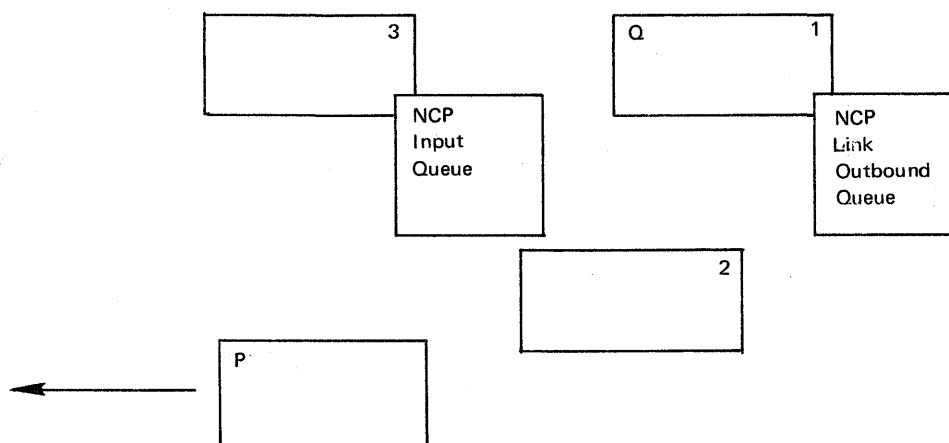 3
Q 1
NCP
Input
Queue
NCP
Link
Outbound
Queue
2
P